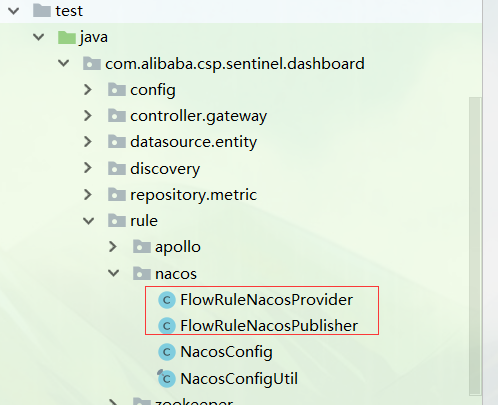 test
java
com.alibaba.csp.sentinel.dashboard
config
controller.gateway
datasource.entity
discovery
repository.metric
rule
apollo
nacos
C FlowRuleNacosProvider
C FlowRuleNacosPublisher
C NacosConfig
C NacosConfigUtil
zookeeper